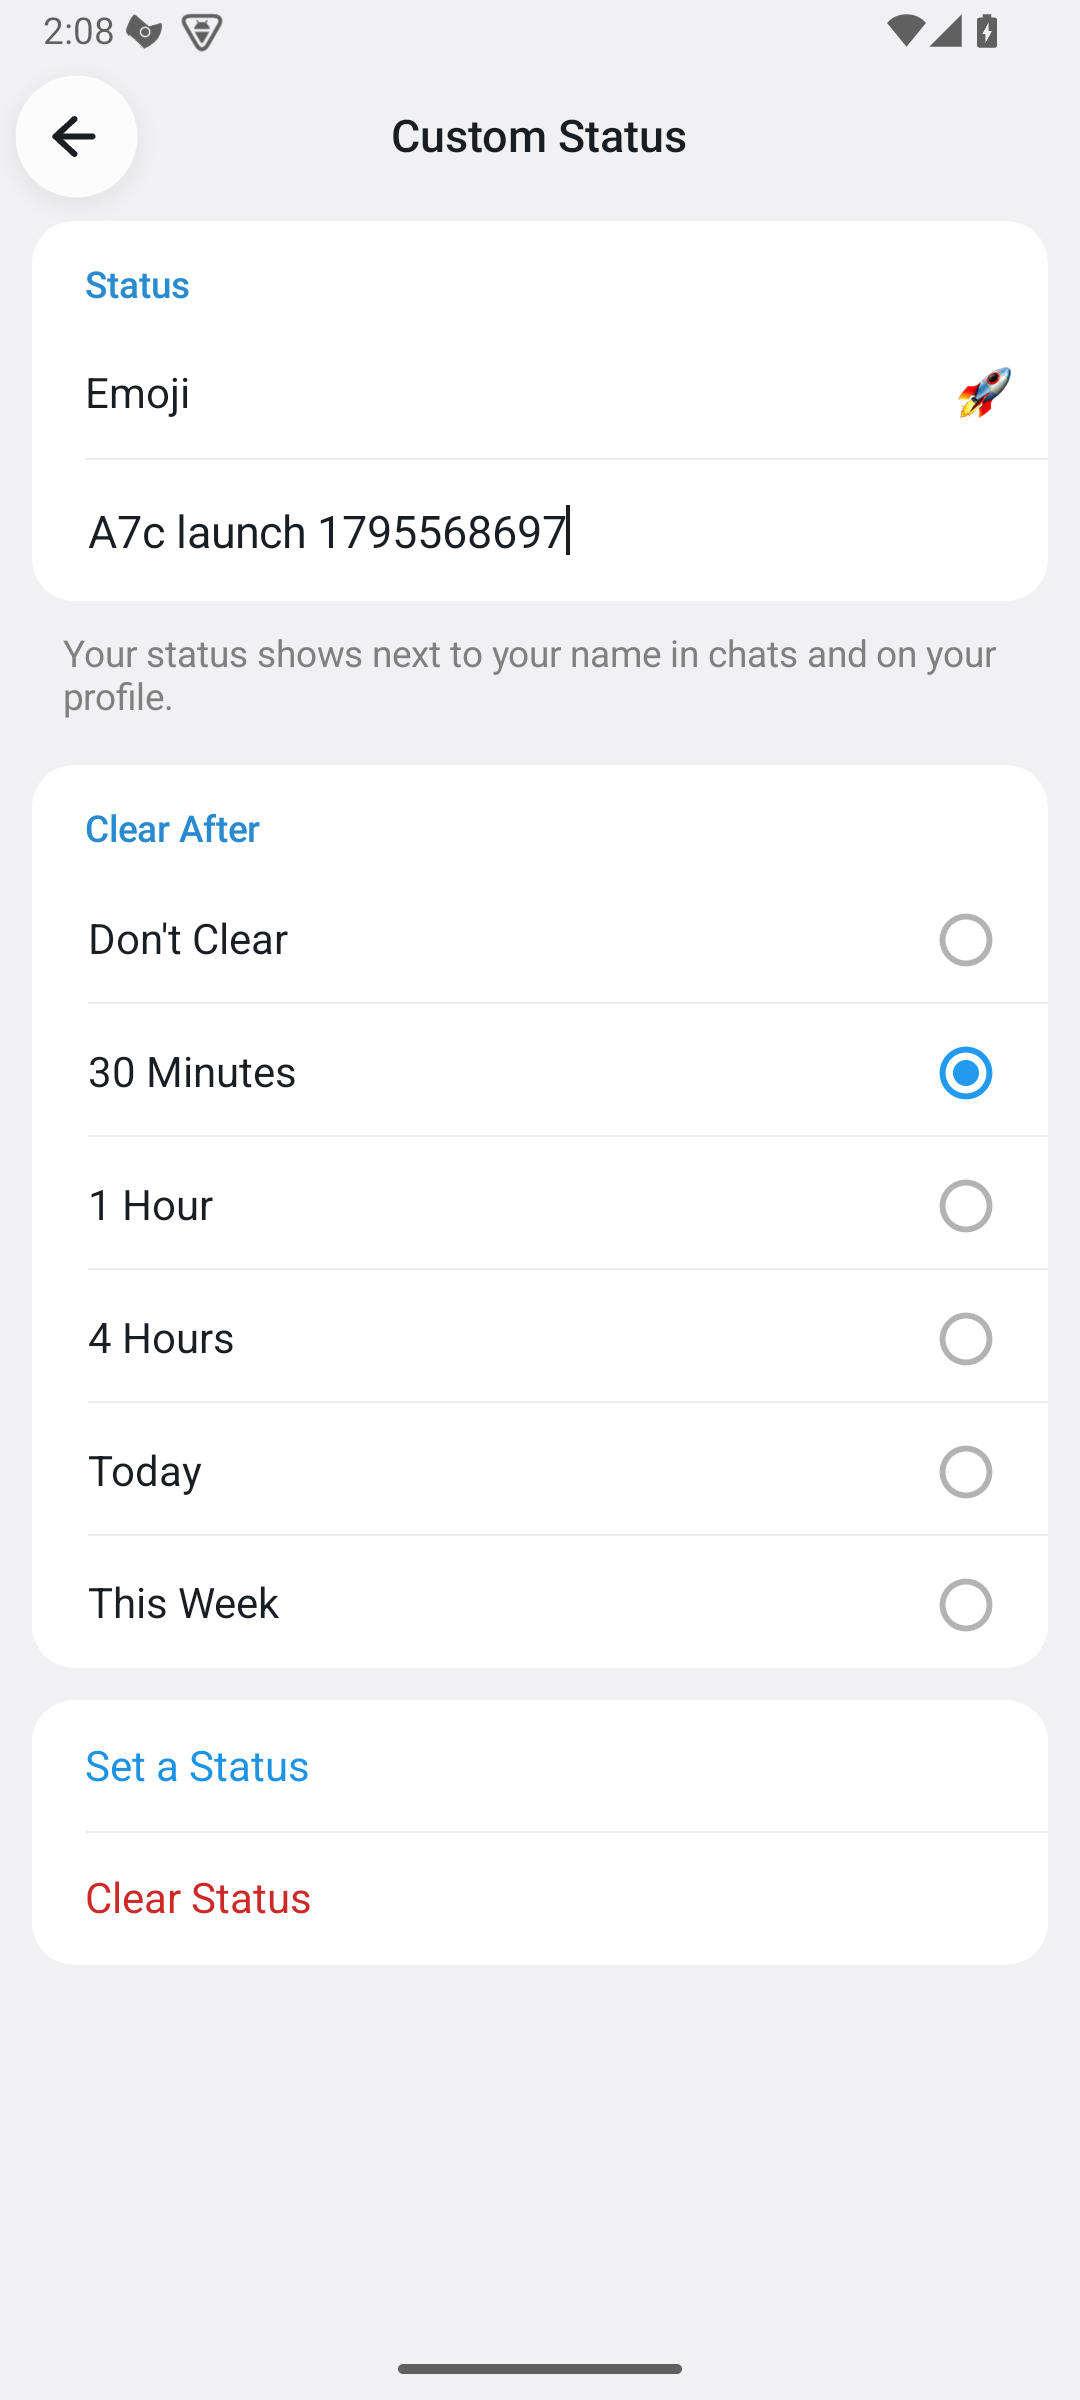 2:08
Custom Status
Status
Emoji
A7c launch 1795568697
Your status shows next to your name in chats and on your
profile.
Clear After
Don't Clear
30 Minutes
1 Hour
4 Hours
Today
This Week
Set a Status
Clear Status